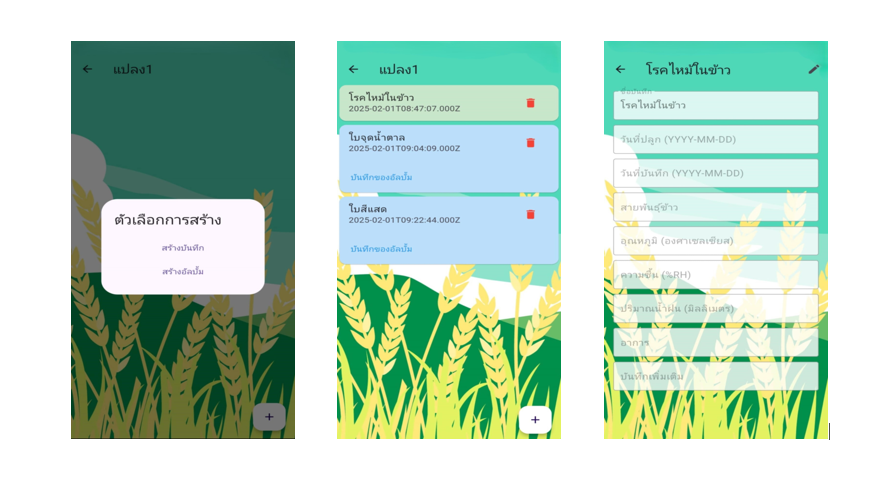 แปลง1
ตัวเลือกการสร้าง
สร้างบันทึก
สร้างอัลบั้ม
+
แปลง1
โรคไหม้ในข้าว
2025-02-01T08:47:07.000Z
ใบจุดน้ำตาล
2025-02-01T09:04:09.000Z
บันทึกของอัลบั้ม
ใบสีแสด
2025-02-01T09:22:44.000Z
บันทึกของอัลบั้ม
+
โรคไหม้ในข้าว
ชื่อบันทึก
โรคไหม้ในข้าว
วันที่ปลูก (YYYY-MM-DD)
วันที่บันทึก (YYYY-MM-DD)
สายพันธุ์ข้าว
อุณหภูมิ (องศาเซลเซียส)
ความชื้น (%RH)
ปริมาณน้ำฝน (มิลลิเมตร)
อาการ
บันทึกเพิ่มเติม